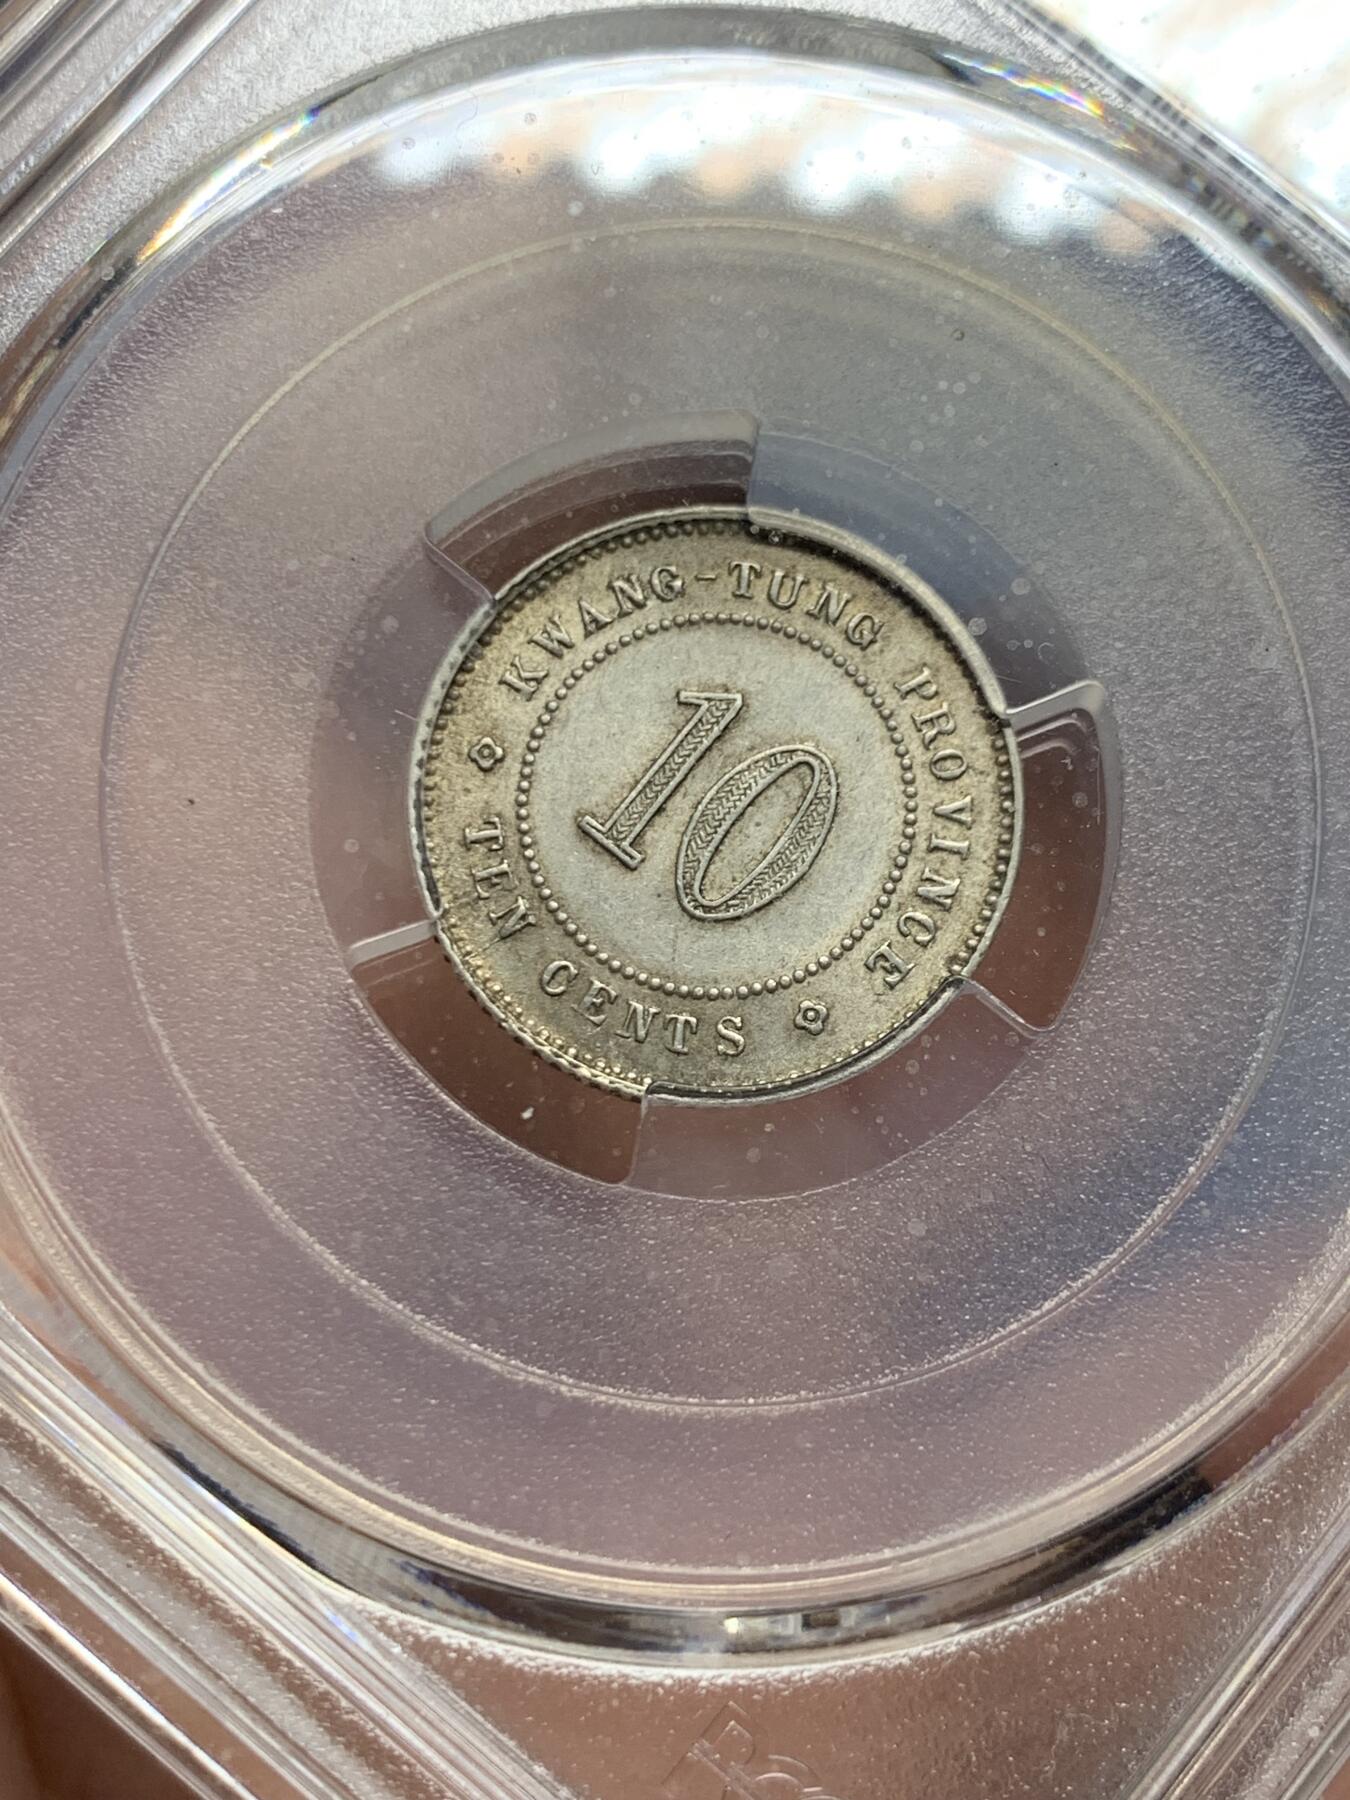 KWANG-TUNG PROVINCE
10
TEN CENTS